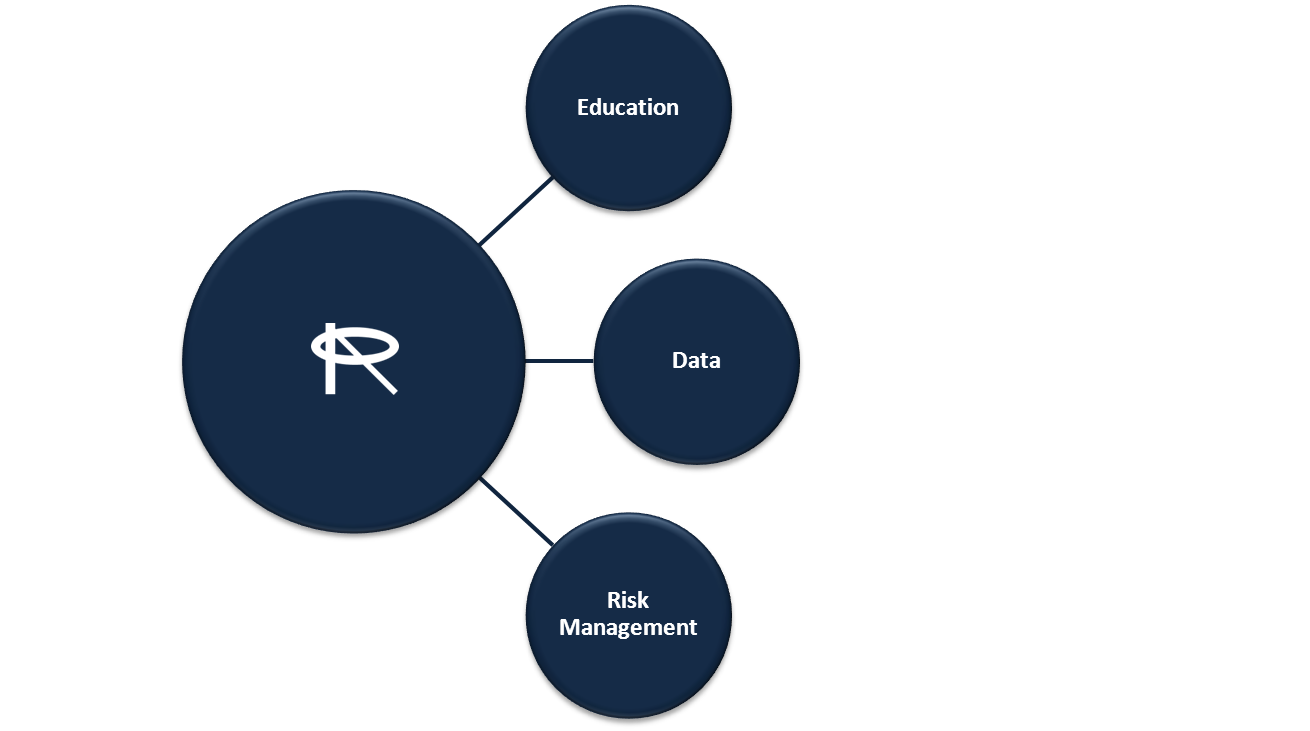 Education
R
Data
Risk
Management